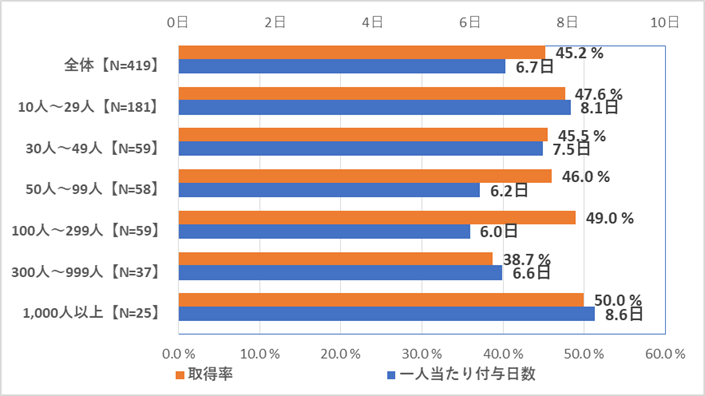 0日 2日 4日 6日 8日 10日
全体【N=419】 45.2 %
6.7日
10人～29人【N=181】 47.6 %
8.1日
30人～49人【N=59】 45.5 %
7.5日
50人～99人【N=58】 46.0 %
6.2日
100人～299人【N=59】 49.0 %
6.0日
300人～999人【N=37】 38.7 %
6.6日
1,000人以上【N=25】 50.0 %
8.6日
0.0 % 10.0 % 20.0 % 30.0 % 40.0 % 50.0 % 60.0 %
取得率 一人当たり付与日数